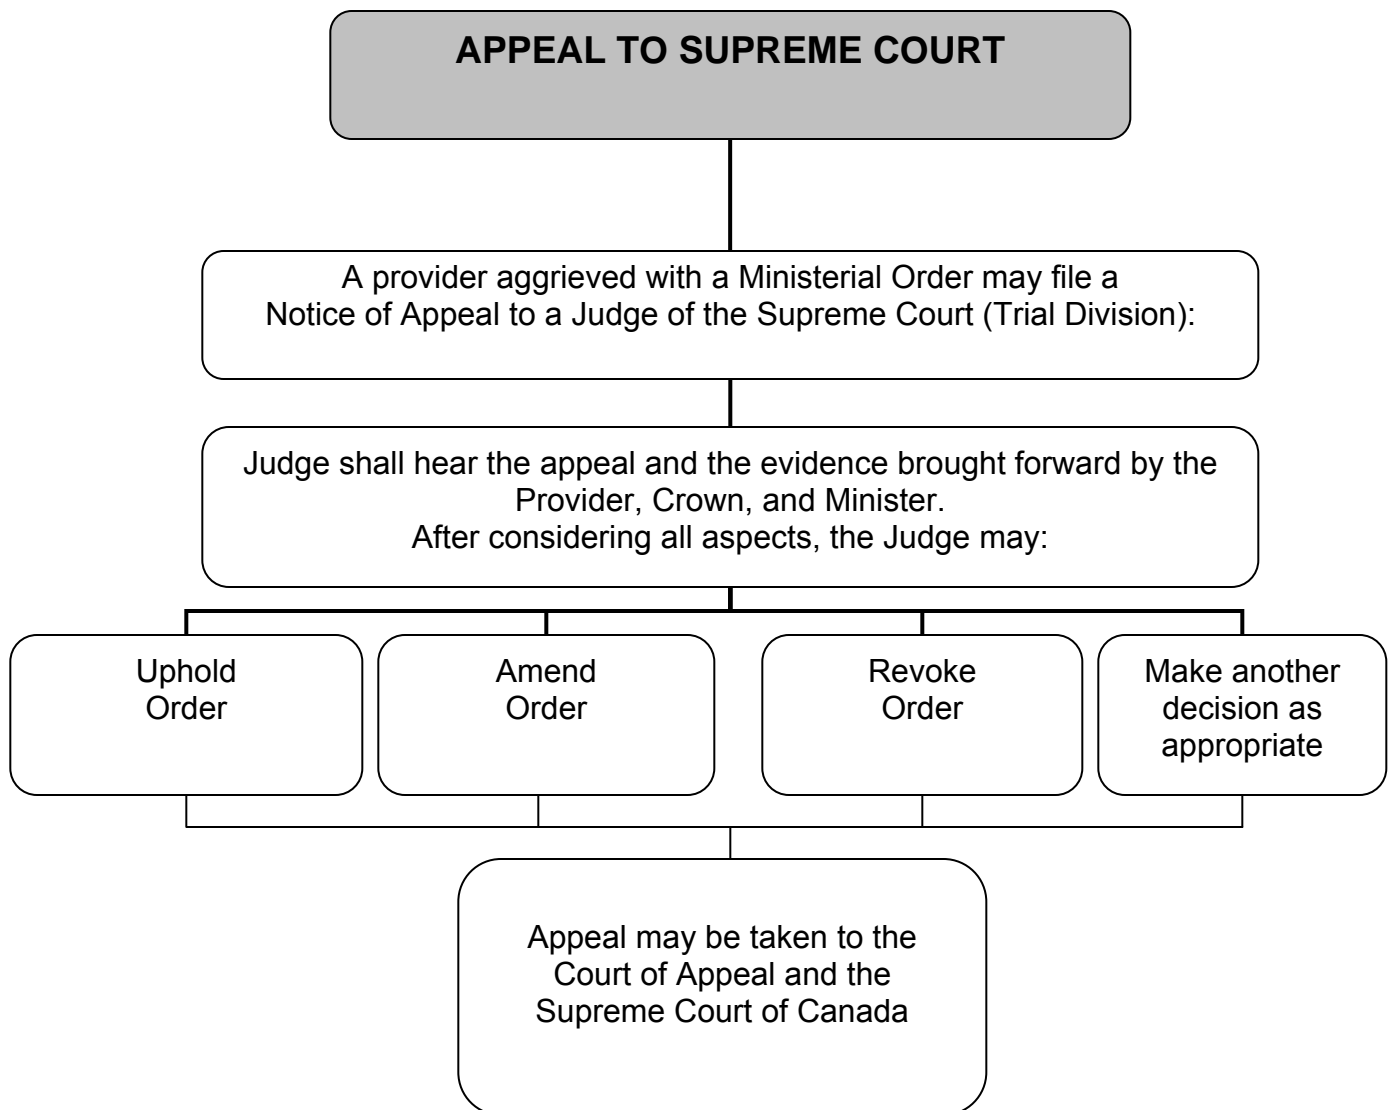 APPEAL TO SUPREME COURT
A provider aggrieved with a Ministerial Order may file a
Notice of Appeal to a Judge of the Supreme Court (Trial Division):
Judge shall hear the appeal and the evidence brought forward by the
Provider, Crown, and Minister.
After considering all aspects, the Judge may:
Uphold
Order
Amend
Order
Revoke
Order
Make another
decision as
appropriate
Appeal may be taken to the
Court of Appeal and the
Supreme Court of Canada